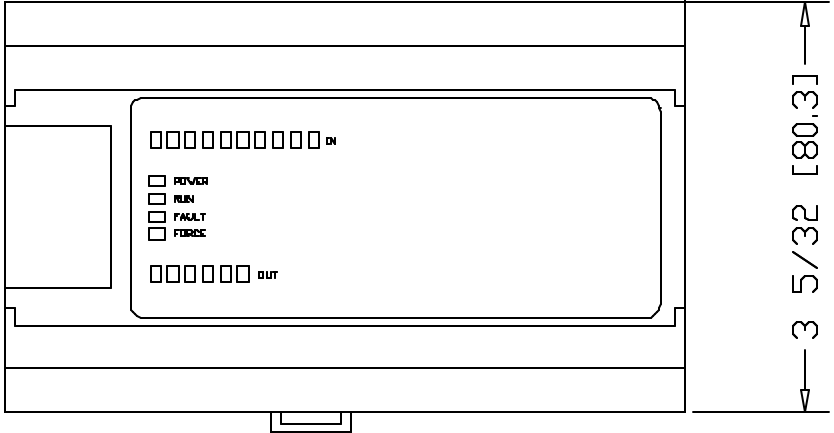 IN
POWER
RUN
FAULT
FORCE
OUT
3 5/32 [80.3]